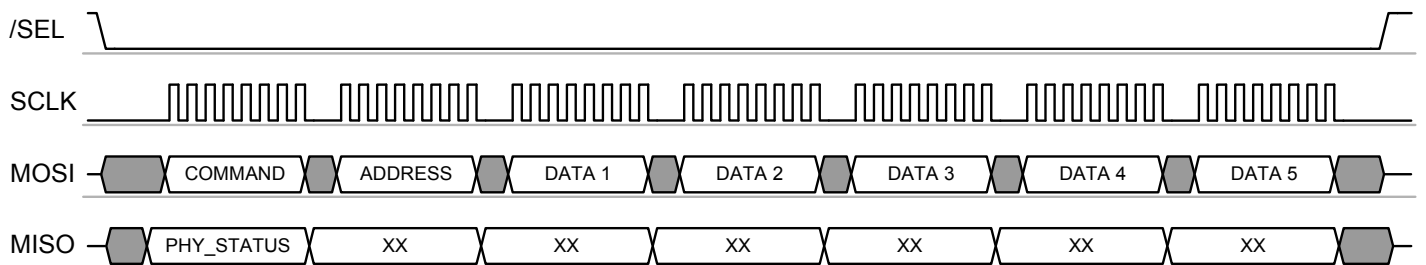 /SEL
SCLK
MOSI COMMAND ADDRESS DATA 1 DATA 2 DATA 3 DATA 4 DATA 5
MISO PHY_STATUS XX XX XX XX XX XX